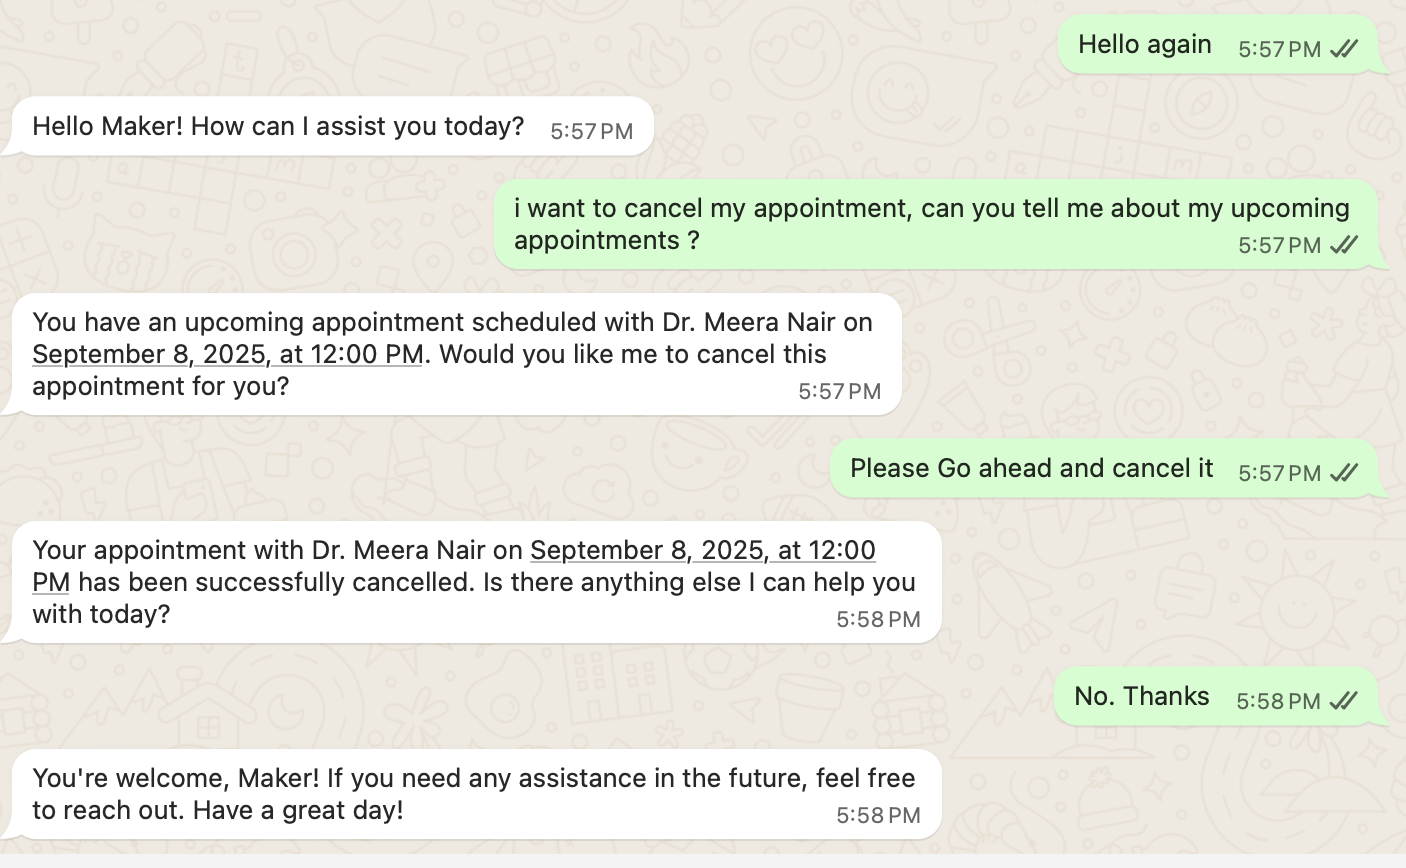 Hello again 5:57 PM
Hello Maker! How can I assist you today? 5:57 PM
i want to cancel my appointment, can you tell me about my upcoming
appointments ? 5:57 PM
You have an upcoming appointment scheduled with Dr. Meera Nair on
September 8, 2025, at 12:00 PM. Would you like me to cancel this
appointment for you? 5:57 PM
Please Go ahead and cancel it 5:57 PM
Your appointment with Dr. Meera Nair on September 8, 2025, at 12:00
PM has been successfully cancelled. Is there anything else I can help you
with today? 5:58 PM
No. Thanks 5:58 PM
You're welcome, Maker! If you need any assistance in the future, feel free
to reach out. Have a great day! 5:58 PM